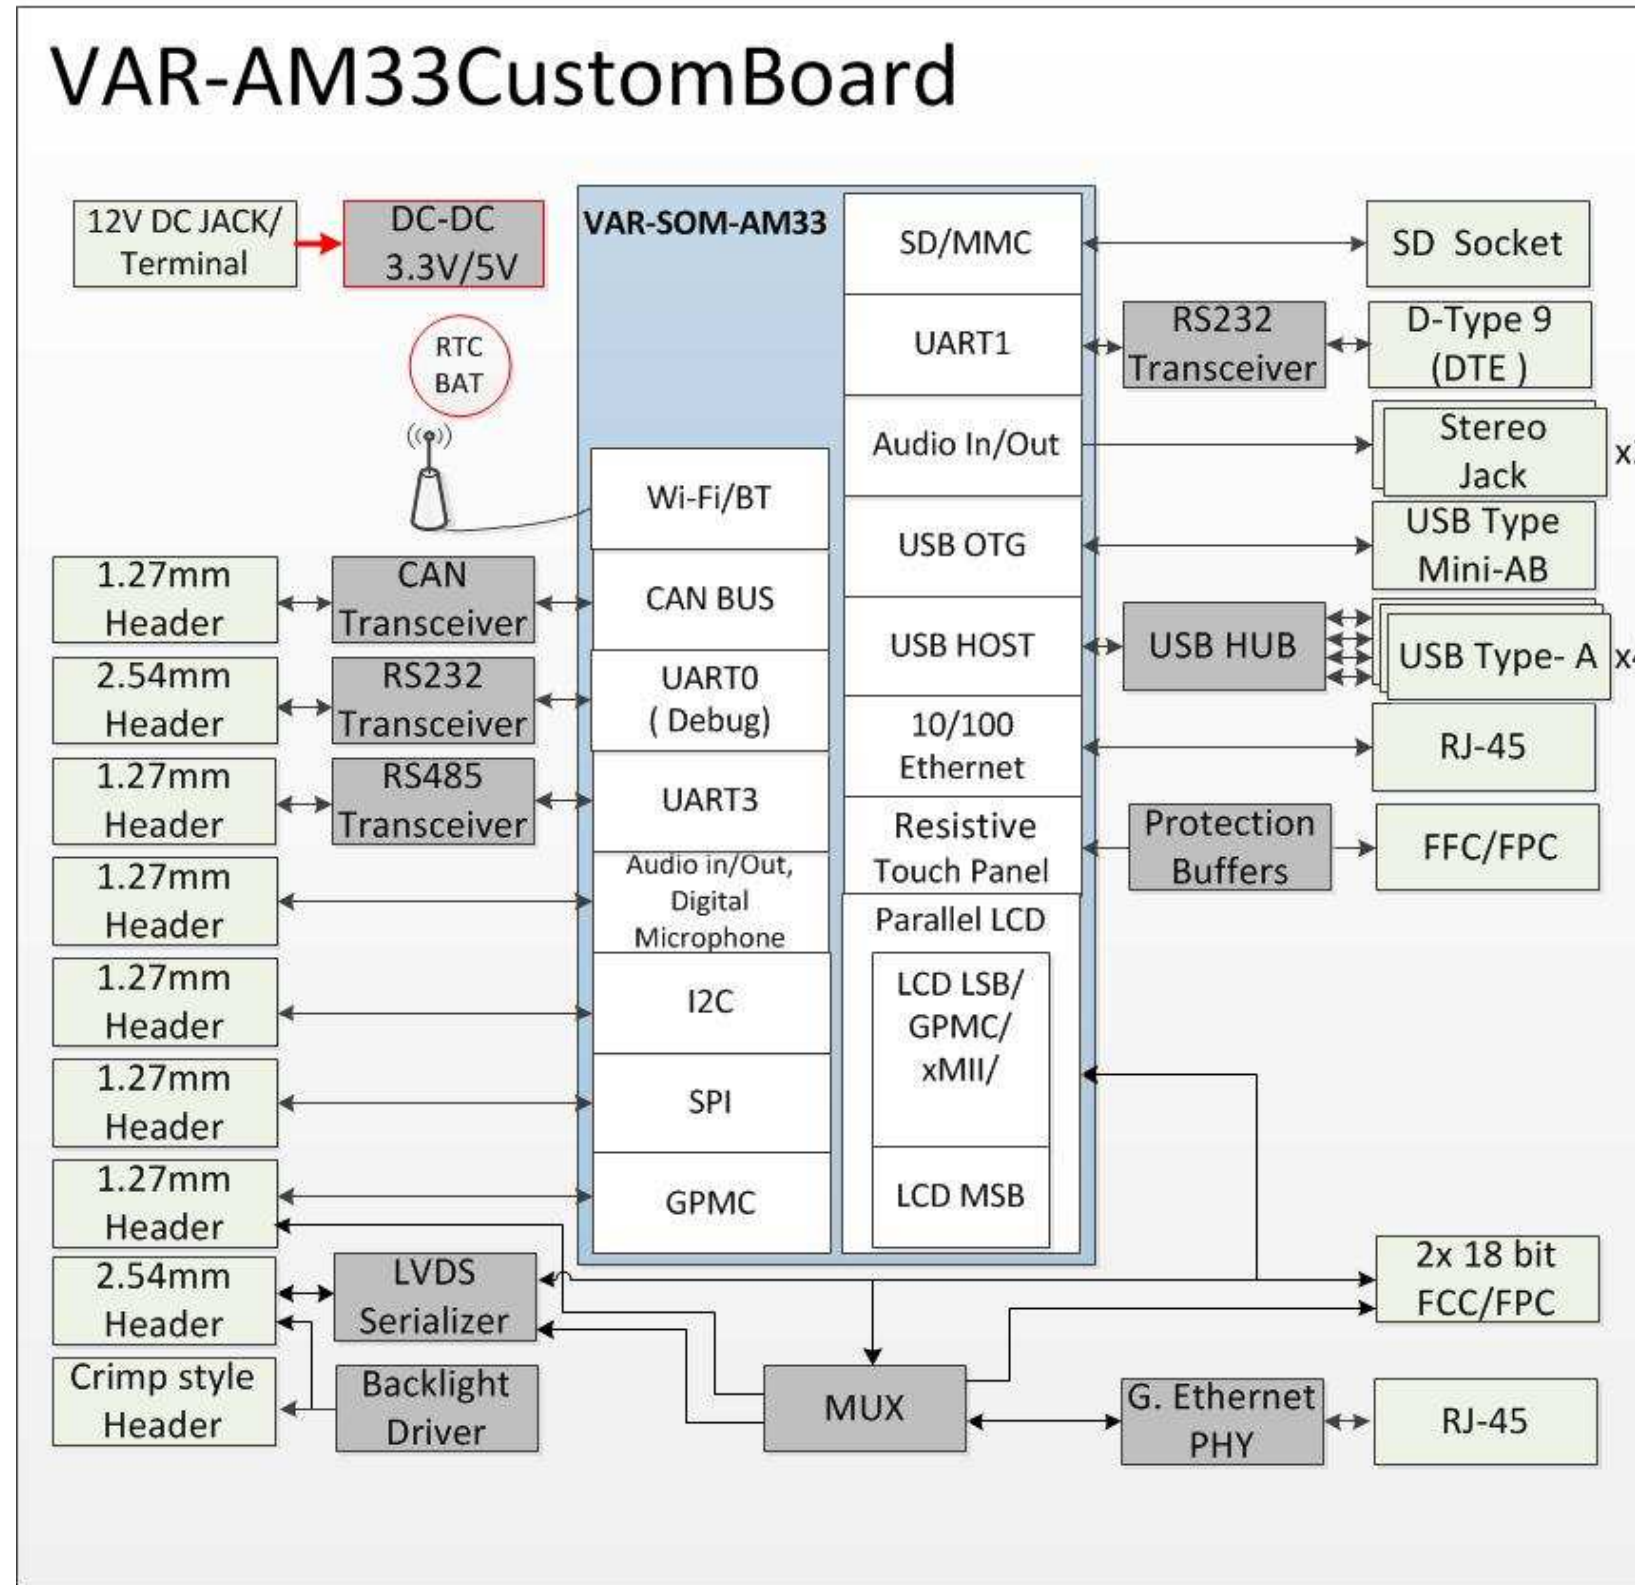 VAR-AM33CustomBoard
12V DC JACK/
Terminal
DC-DC
3.3V/5V
RTC
BAT
VAR-SOM-AM33
Wi-Fi/BT
CAN BUS
UART0
( Debug)
UART3
Audio in/Out,
Digital
Microphone
I2C
SPI
GPMC
SD/MMC
UART1
Audio In/Out
USB OTG
USB HOST
10/100
Ethernet
Resistive
Touch Panel
Parallel LCD
LCD LSB/
GPMC/
xMII/
LCD MSB
1.27mm
Header
CAN
Transceiver
2.54mm
Header
RS232
Transceiver
1.27mm
Header
RS485
Transceiver
1.27mm
Header
1.27mm
Header
1.27mm
Header
1.27mm
Header
2.54mm
Header
LVDS
Serializer
Crimp style
Header
Backlight
Driver
SD Socket
RS232
Transceiver
D-Type 9
(DTE )
Stereo
Jack
USB Type
Mini-AB
USB HUB
USB Type- A
RJ-45
Protection
Buffers
FFC/FPC
2x 18 bit
FCC/FPC
MUX
G. Ethernet
PHY
RJ-45